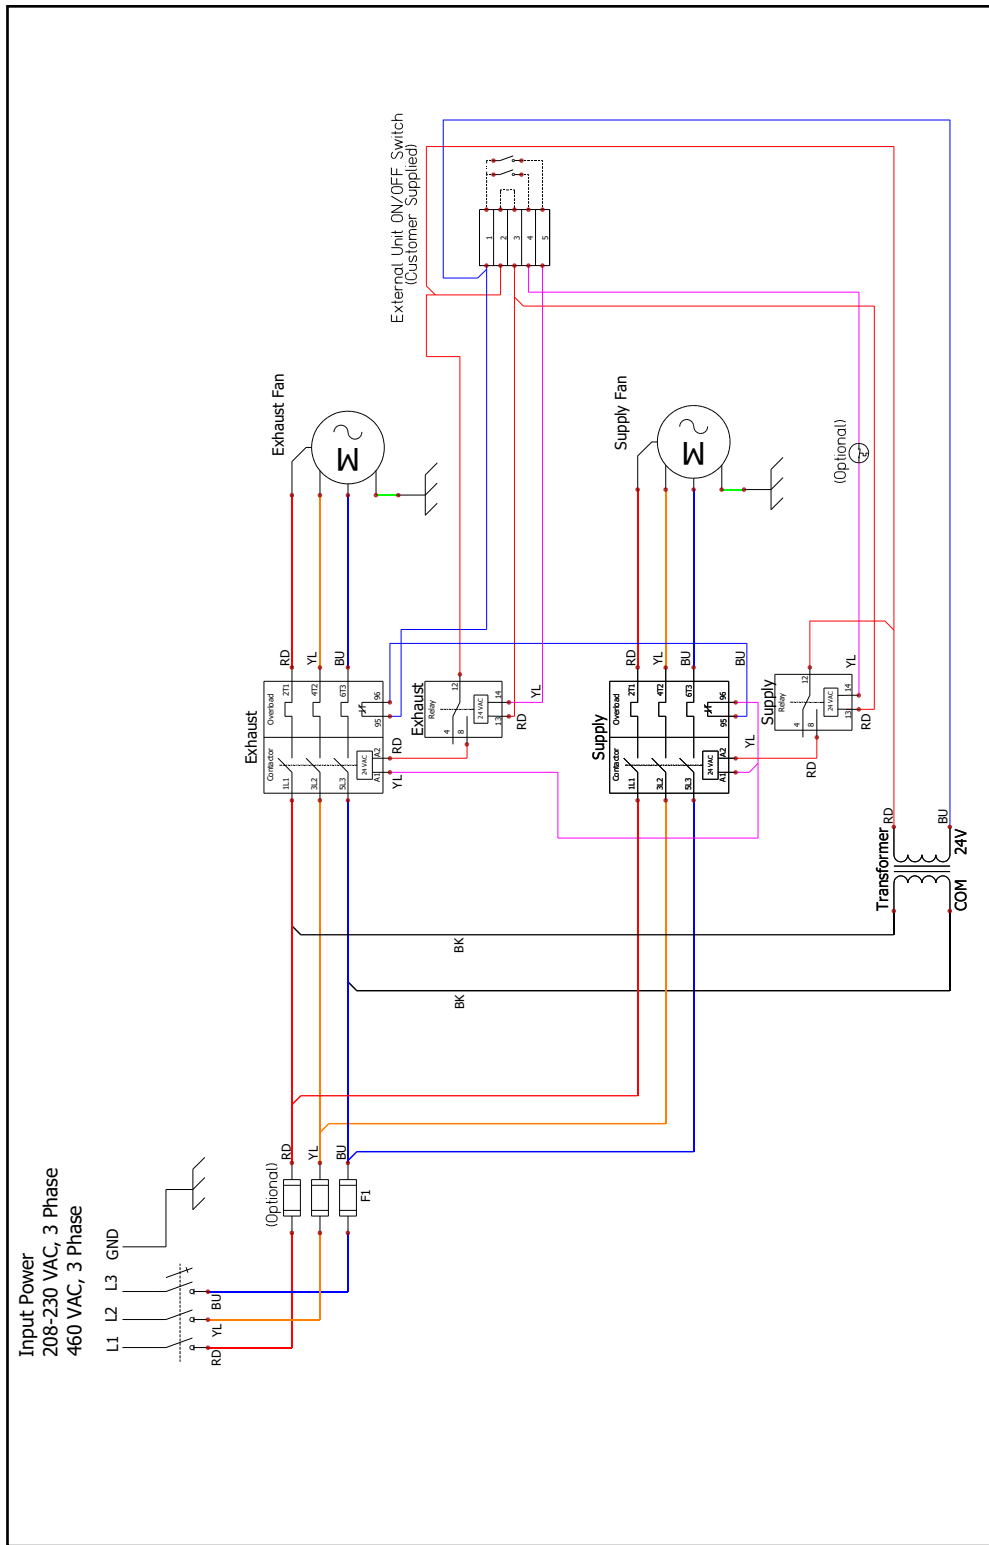 Input Power
208-230 VAC, 3 Phase
460 VAC, 3 Phase
L1
L2
L3
GND
RD
YL
BU
(Optional)
F1
RD
YL
BU
BK
BK
Exhaust
Contactor
Overload
1L1
3L2
5L3
2T1
4T2
6T3
24 VAC
A1
A2
95
96
YL
RD
RD
YL
BU
Exhaust Fan
M
Exhaust
Relay
4
8
12
24 VAC
13
14
RD
YL
External Unit ON/OFF Switch
(Customer Supplied)
1
2
3
4
5
Supply
Contactor
Overload
1L1
3L2
5L3
2T1
4T2
6T3
24 VAC
A1
A2
95
96
YL
BU
RD
YL
BU
Supply Fan
M
Supply
Relay
4
8
12
24 VAC
13
14
RD
RD
YL
(Optional)
Transformer
RD
BU
COM
24V